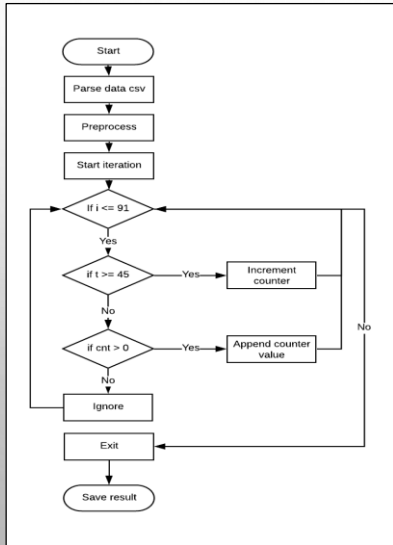 Start
Parse data csv
Preprocess
Start iteration
If i <= 91
Yes
if t >= 45
Yes
Increment
counter
No
No
if cnt > 0
Yes
Append counter
value
No
Ignore
Exit
Save result